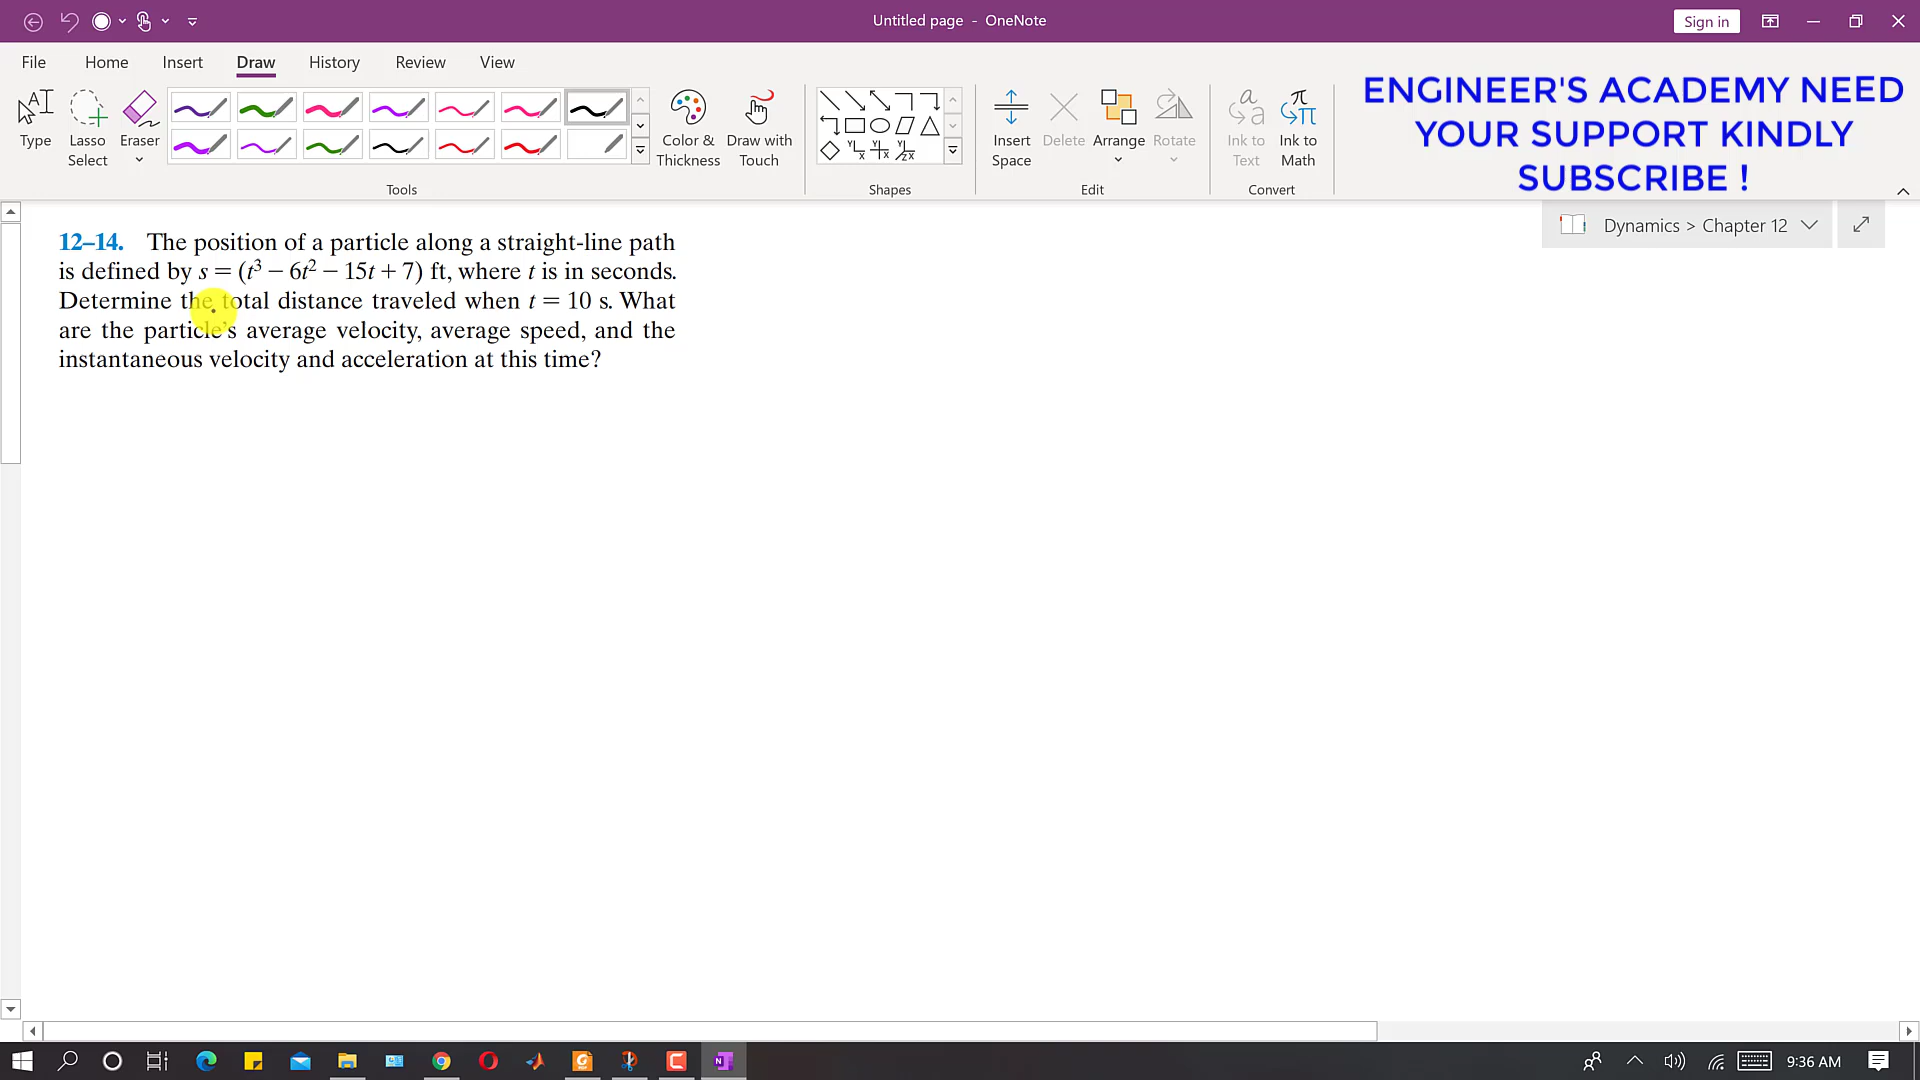 Untitled page - OneNote
Sign in
File Home Insert Draw History Review View
Type
Lasso Select
Eraser
Color & Thickness
Draw with Touch
Insert Space
Delete
Arrange
Rotate
Ink to Text
Ink to Math
Tools
Shapes
Edit
Convert
ENGINEER'S ACADEMY NEED
YOUR SUPPORT KINDLY
SUBSCRIBE !
Dynamics > Chapter 12
12–14. The position of a particle along a straight-line path
is defined by s = (t³ − 6t² − 15t + 7) ft, where t is in seconds.
Determine the total distance traveled when t = 10 s. What
are the particle's average velocity, average speed, and the
instantaneous velocity and acceleration at this time?
9:36 AM